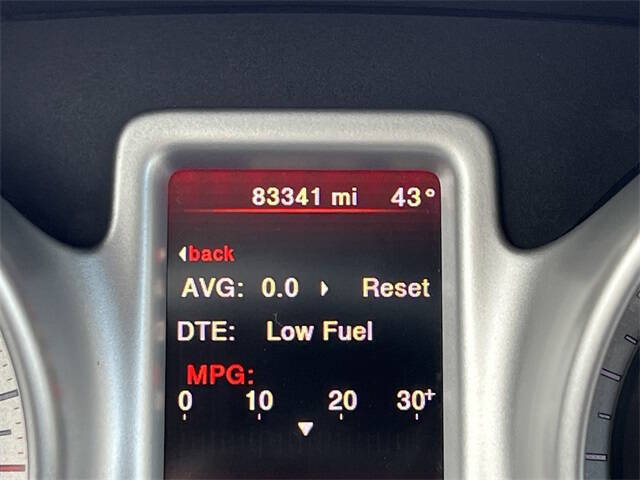 83341 mi 43°
back
AVG: 0.0 Reset
DTE: Low Fuel
MPG:
0 10 20 30+